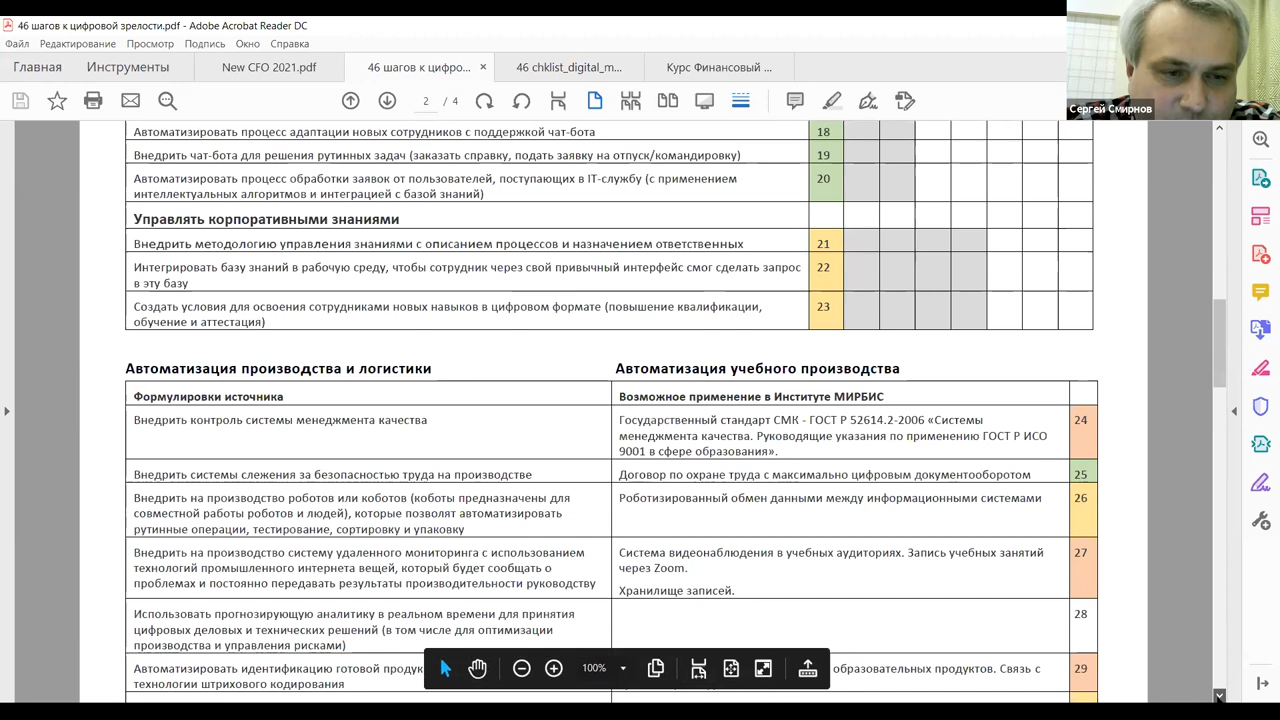 46 шагов к цифровой зрелости.pdf - Adobe Acrobat Reader DC
Файл Редактирование Просмотр Подпись Окно Справка
Главная Инструменты New CFO 2021.pdf 46 шагов к цифро... × 46 chklist_digital_m... Курс Финансовый ...
2 / 4
Сергей Смирнов
Автоматизировать процесс адаптации новых сотрудников с поддержкой чат-бота 18
Внедрить чат-бота для решения рутинных задач (заказать справку, подать заявку на отпуск/командировку) 19
Автоматизировать процесс обработки заявок от пользователей, поступающих в IT-службу (с применением 20
интеллектуальных алгоритмов и интеграцией с базой знаний)
Управлять корпоративными знаниями
Внедрить методологию управления знаниями с описанием процессов и назначением ответственных 21
Интегрировать базу знаний в рабочую среду, чтобы сотрудник через свой привычный интерфейс смог сделать запрос 22
в эту базу
Создать условия для освоения сотрудниками новых навыков в цифровом формате (повышение квалификации, 23
обучение и аттестация)
Автоматизация производства и логистики Автоматизация учебного производства
Формулировки источника Возможное применение в Институте МИРБИС
Внедрить контроль системы менеджмента качества
Государственный стандарт СМК - ГОСТ Р 52614.2-2006 «Системы 24
менеджмента качества. Руководящие указания по применению ГОСТ Р ИСО
9001 в сфере образования».
Внедрить системы слежения за безопасностью труда на производстве
Договор по охране труда с максимально цифровым документооборотом 25
Внедрить на производство роботов или коботов (коботы предназначены для
совместной работы роботов и людей), которые позволят автоматизировать
рутинные операции, тестирование, сортировку и упаковку
Роботизированный обмен данными между информационными системами 26
Внедрить на производство систему удаленного мониторинга с использованием
технологий промышленного интернета вещей, который будет сообщать о
проблемах и постоянно передавать результаты производительности руководству
Система видеонаблюдения в учебных аудиториях. Запись учебных занятий 27
через Zoom.
Хранилище записей.
Использовать прогнозирующую аналитику в реальном времени для принятия 28
цифровых деловых и технических решений (в том числе для оптимизации
производства и управления рисками)
Автоматизировать идентификацию готовой
технологии штрихового кодирования
образовательных продуктов. Связь с 29
100%